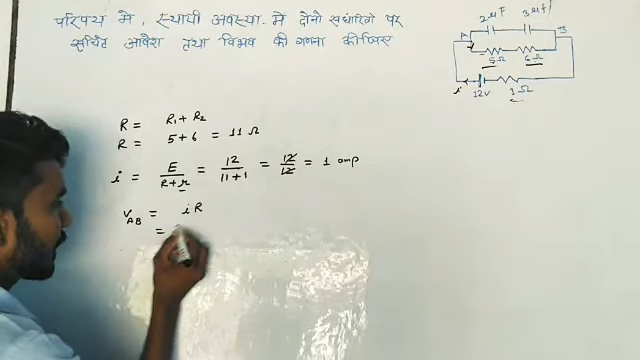 परिपथ में, स्थायी अवस्था में दोनो संधारित्रों पर
संचित आवेश तथा विभव की गणना कीजिए
2μF 3μF
A B
5Ω 6Ω
i 12V 1Ω
R = R₁ + R₂
R = 5+6 = 11 Ω
i = E/(R+r) = 12/(11+1) = 12/12 = 1 amp
V_AB = iR
=